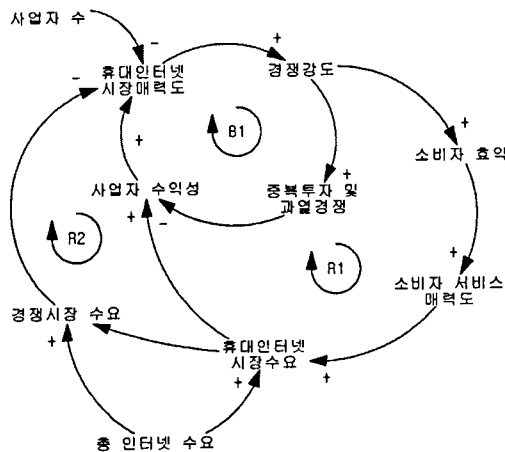 사업자 수
휴대인터넷
시장매력도
경쟁강도
B1
소비자 효익
사업자 수익성
중복투자 및
과열경쟁
R2
R1
소비자 서비스
매력도
경쟁시장 수요
휴대인터넷
시장수요
총 인터넷 수요